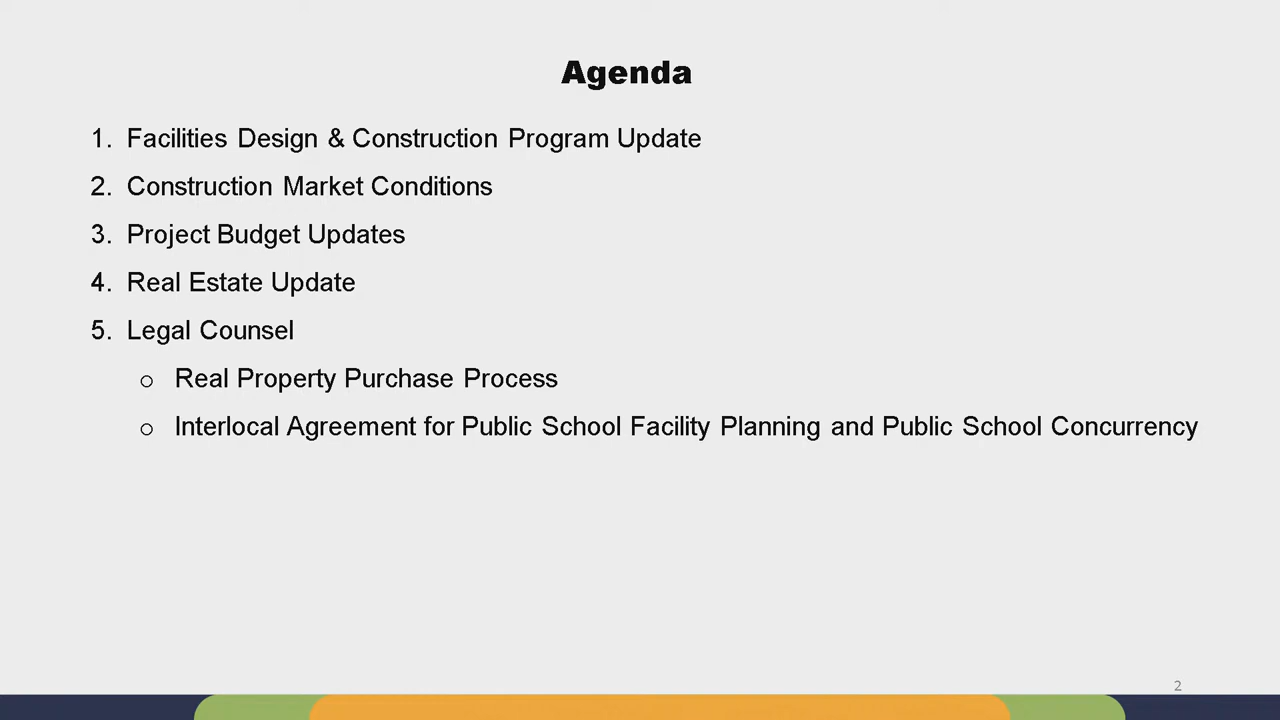 Agenda
1. Facilities Design & Construction Program Update
2. Construction Market Conditions
3. Project Budget Updates
4. Real Estate Update
5. Legal Counsel
o Real Property Purchase Process
o Interlocal Agreement for Public School Facility Planning and Public School Concurrency
2